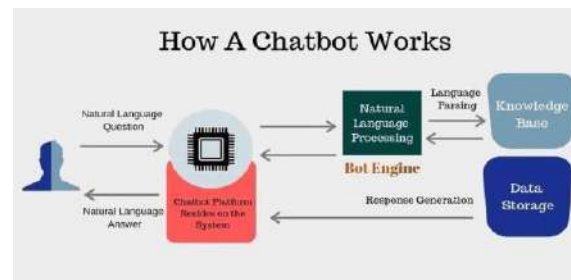 How A Chatbot Works
Natural Language
Question
Natural
Language
Processing
Language
Parsing
Knowledge
Base
Bot Engine
Chatbot Platform
Resides on the
System
Natural Language
Answer
Response Generation
Data
Storage